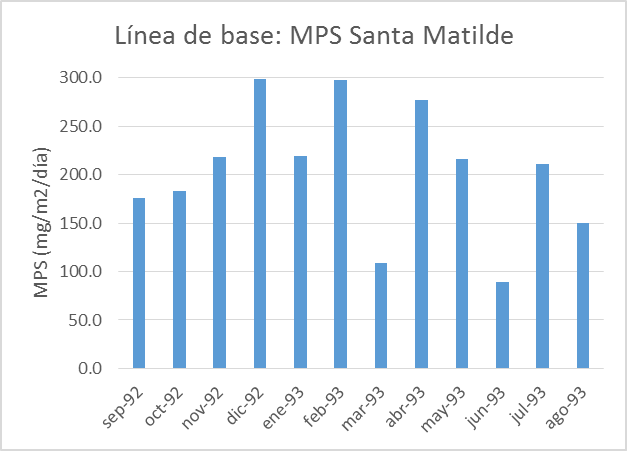 Línea de base: MPS Santa Matilde
MPS (mg/m2/día)
300.0
250.0
200.0
150.0
100.0
50.0
0.0
sep-92
oct-92
nov-92
dic-92
ene-93
feb-93
mar-93
abr-93
may-93
jun-93
jul-93
ago-93